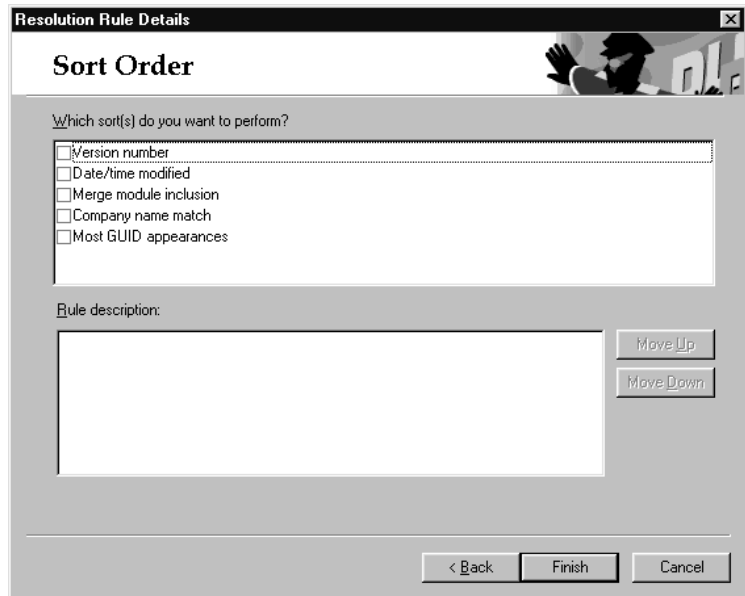 Resolution Rule Details
Sort Order
Which sort(s) do you want to perform?
Version number
Date/time modified
Merge module inclusion
Company name match
Most GUID appearances
Rule description:
Move Up
Move Down
< Back
Finish
Cancel